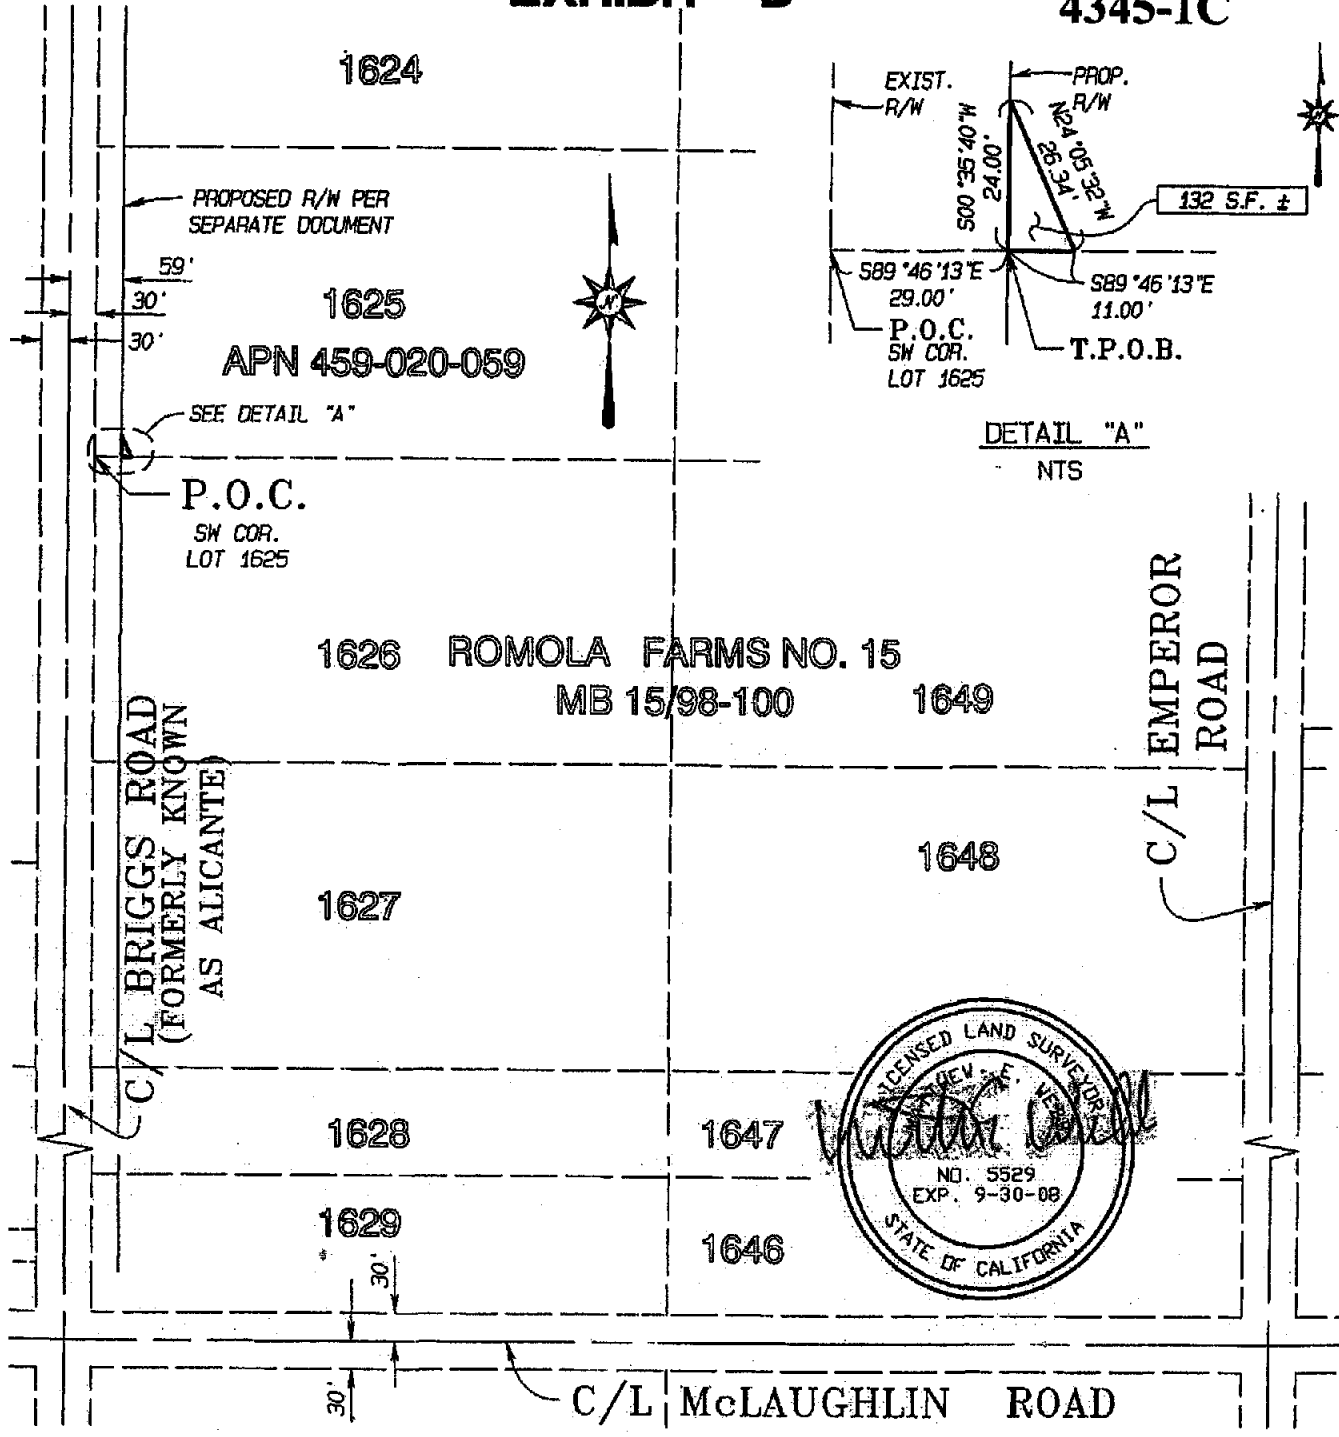 4345-1C
1624
EXIST.
R/W
PROP.
R/W
S00°35'40"W
24.00'
N24°05'32"W
26.34'
132 S.F. ±
S89°46'13"E
29.00'
S89°46'13"E
11.00'
P.O.C.
SW COR.
LOT 1625
T.P.O.B.
DETAIL "A"
NTS
PROPOSED R/W PER
SEPARATE DOCUMENT
59'
30'
30'
1625
APN 459-020-059
N
SEE DETAIL "A"
P.O.C.
SW COR.
LOT 1625
1626
ROMOLA FARMS NO. 15
MB 15/98-100
1649
C/L EMPEROR
ROAD
C/L BRIGGS ROAD
(FORMERLY KNOWN
AS ALICANTE)
1648
1627
1628
1647
LICENSED LAND SURVEYOR
E.
NO. 5529
EXP. 9-30-08
STATE OF CALIFORNIA
1629
1646
30'
30'
C/L McLAUGHLIN ROAD